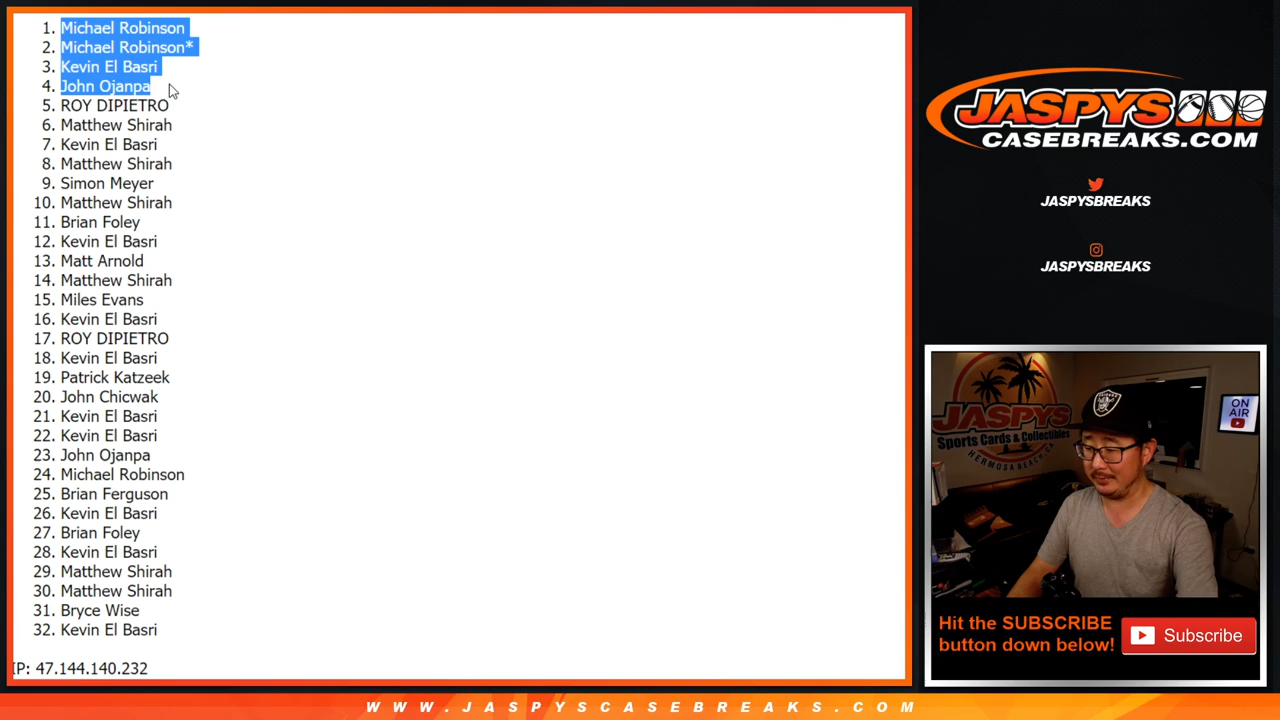 1. Michael Robinson
2. Michael Robinson*
3. Kevin El Basri
4. John Ojanpa
5. ROY DIPIETRO
6. Matthew Shirah
7. Kevin El Basri
8. Matthew Shirah
9. Simon Meyer
10. Matthew Shirah
11. Brian Foley
12. Kevin El Basri
13. Matt Arnold
14. Matthew Shirah
15. Miles Evans
16. Kevin El Basri
17. ROY DIPIETRO
18. Kevin El Basri
19. Patrick Katzeek
20. John Chicwak
21. Kevin El Basri
22. Kevin El Basri
23. John Ojanpa
24. Michael Robinson
25. Brian Ferguson
26. Kevin El Basri
27. Brian Foley
28. Kevin El Basri
29. Matthew Shirah
30. Matthew Shirah
31. Bryce Wise
32. Kevin El Basri
IP: 47.144.140.232
JASPYS
CASEBREAKS.COM
JASPYSBREAKS
JASPYSBREAKS
JASPYS
Sports Cards & Collectibles
HERMOSA BEACH, CA
RAIDERS
ON
AIR
Hit the SUBSCRIBE
button down below!
Subscribe
WWW.JASPYSCASEBREAKS.COM